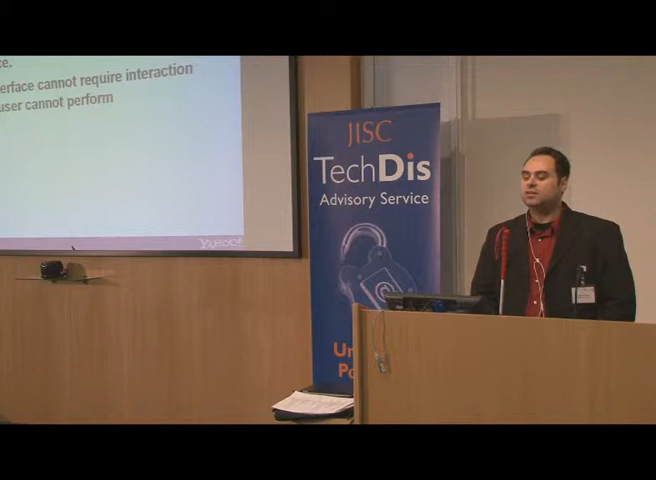 ce.
erface cannot require interaction
user cannot perform
YAHOO!
JISC
TechDis
Advisory Service
Un
Po